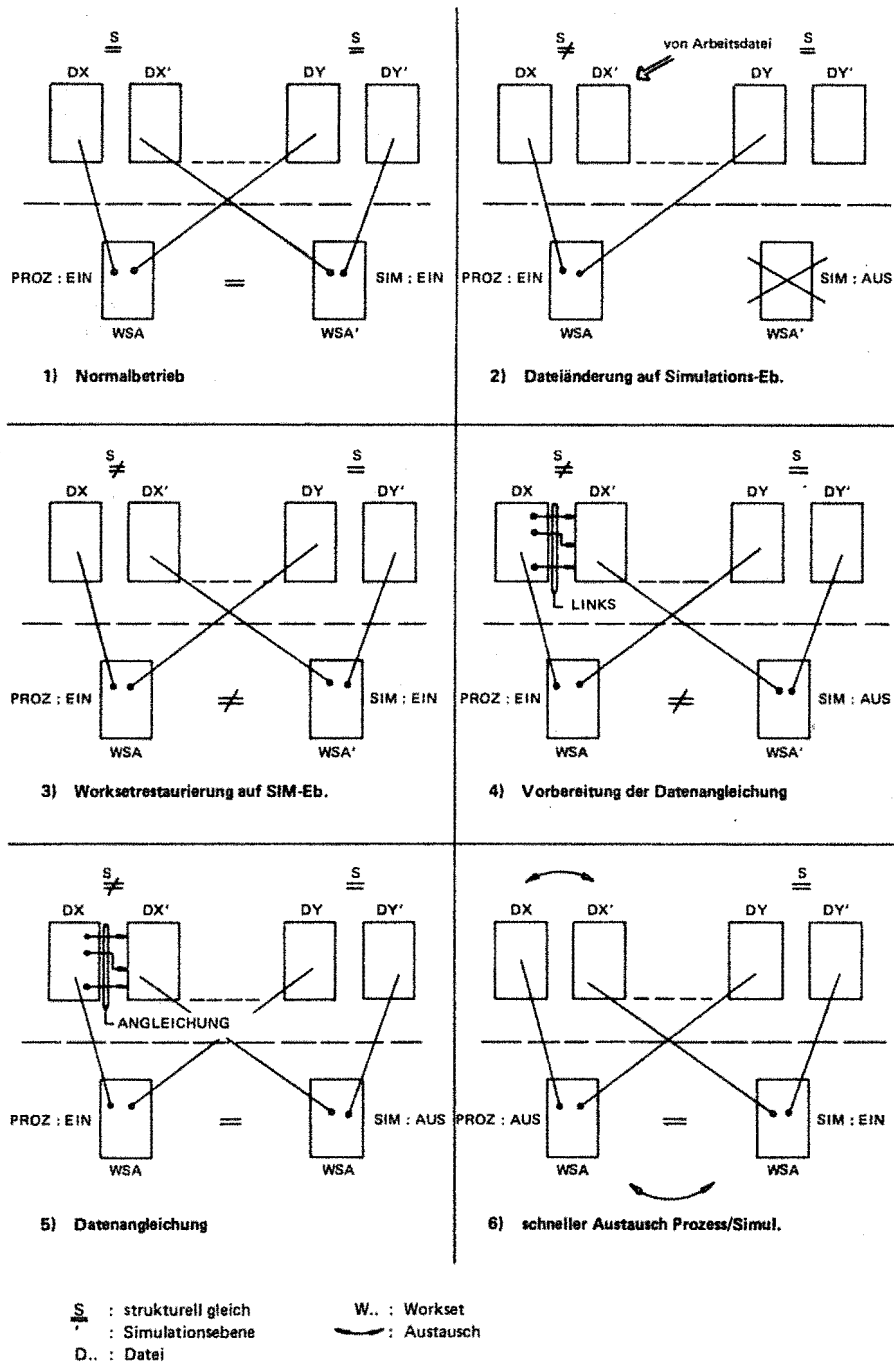 S S
DX DX' DY DY'
PROZ : EIN = SIM : EIN
WSA WSA'
1) Normalbetrieb
S von Arbeitsdatei S
DX DX' DY DY'
PROZ : EIN SIM : AUS
WSA WSA'
2) Dateiänderung auf Simulations-Eb.
S S
DX DX' DY DY'
PROZ : EIN ≠ SIM : EIN
WSA WSA'
3) Worksetrestaurierung auf SIM-Eb.
S S
DX DX' DY DY'
LINKS
PROZ : EIN ≠ SIM : AUS
WSA WSA'
4) Vorbereitung der Datenangleichung
S S
DX DX' DY DY'
ANGLEICHUNG
PROZ : EIN = SIM : AUS
WSA WSA
5) Datenangleichung
S
DX DX' DY DY'
PROZ : AUS = SIM : EIN
WSA WSA
6) schneller Austausch Prozess/Simul.
S : strukturell gleich
' : Simulationsebene
D.. : Datei
W.. : Workset
: Austausch